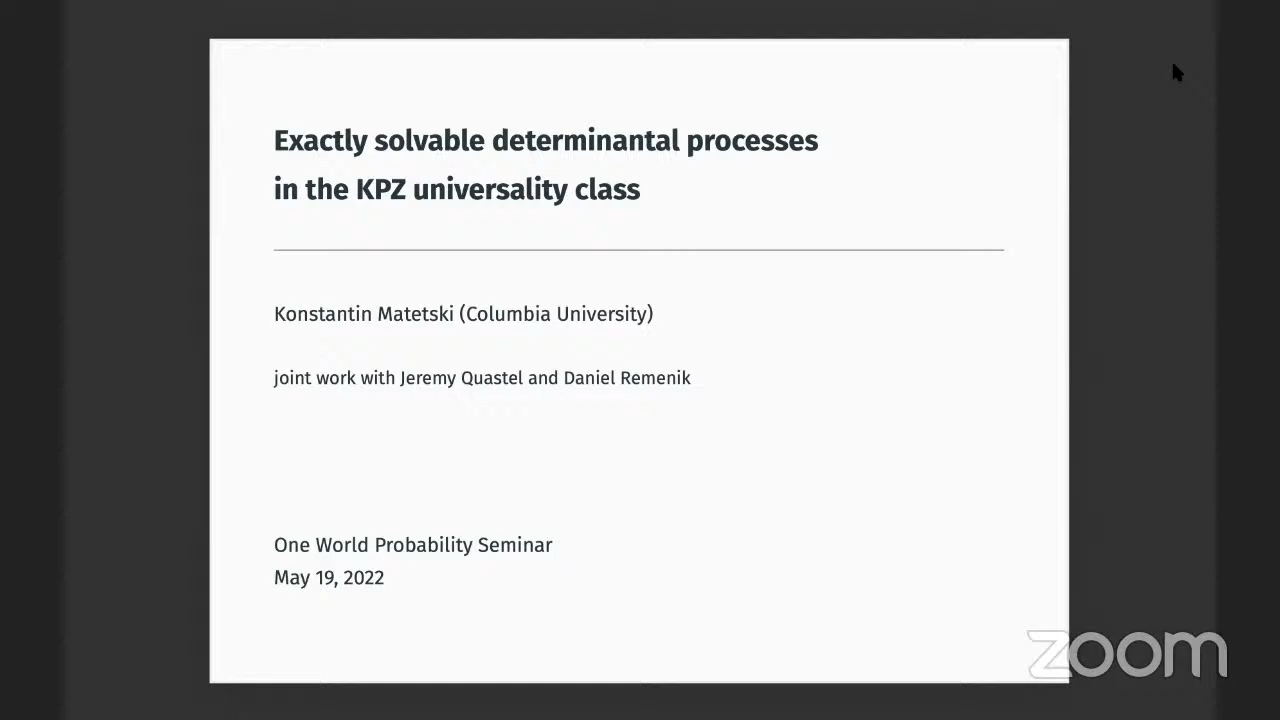 Exactly solvable determinantal processes
in the KPZ universality class
Konstantin Matetski (Columbia University)
joint work with Jeremy Quastel and Daniel Remenik
One World Probability Seminar
May 19, 2022
zoom